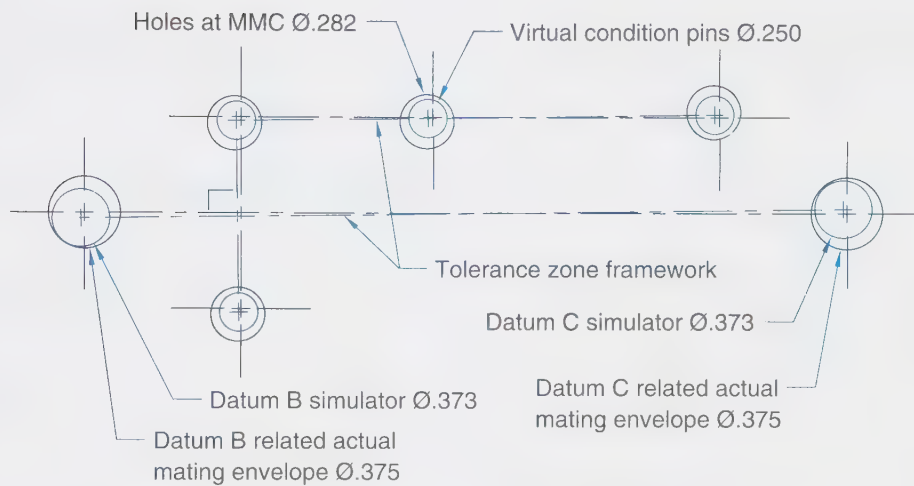 Holes at MMC Ø.282
Virtual condition pins Ø.250
Tolerance zone framework
Datum C simulator Ø.373
Datum C related actual
mating envelope Ø.375
Datum B simulator Ø.373
Datum B related actual
mating envelope Ø.375